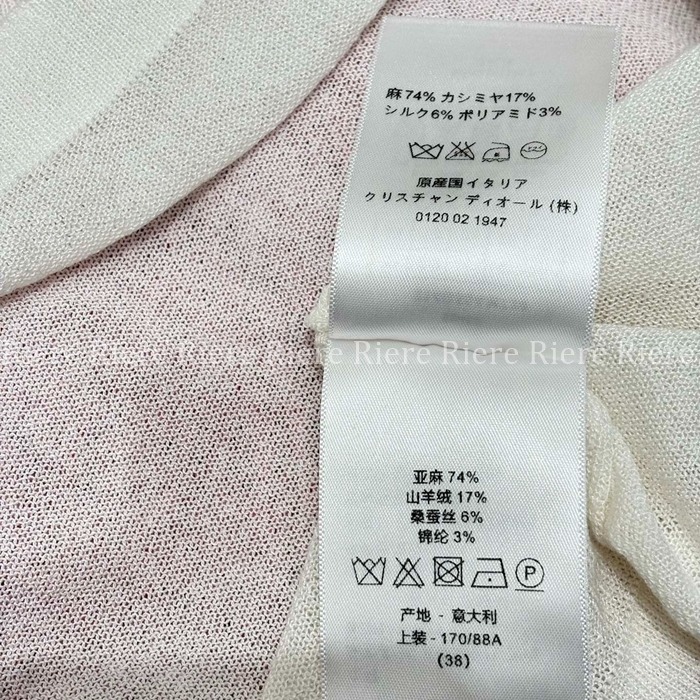 麻74% カシミヤ17%
シルク6% ポリアミド3%
原産国イタリア
クリスチャン ディオール (株)
0120 02 1947
Riere Riere Riere Riere Riere
亚麻 74%
山羊绒 17%
桑蚕丝 6%
锦纶 3%
P
产地 - 意大利
上装 - 170/88A
(38)